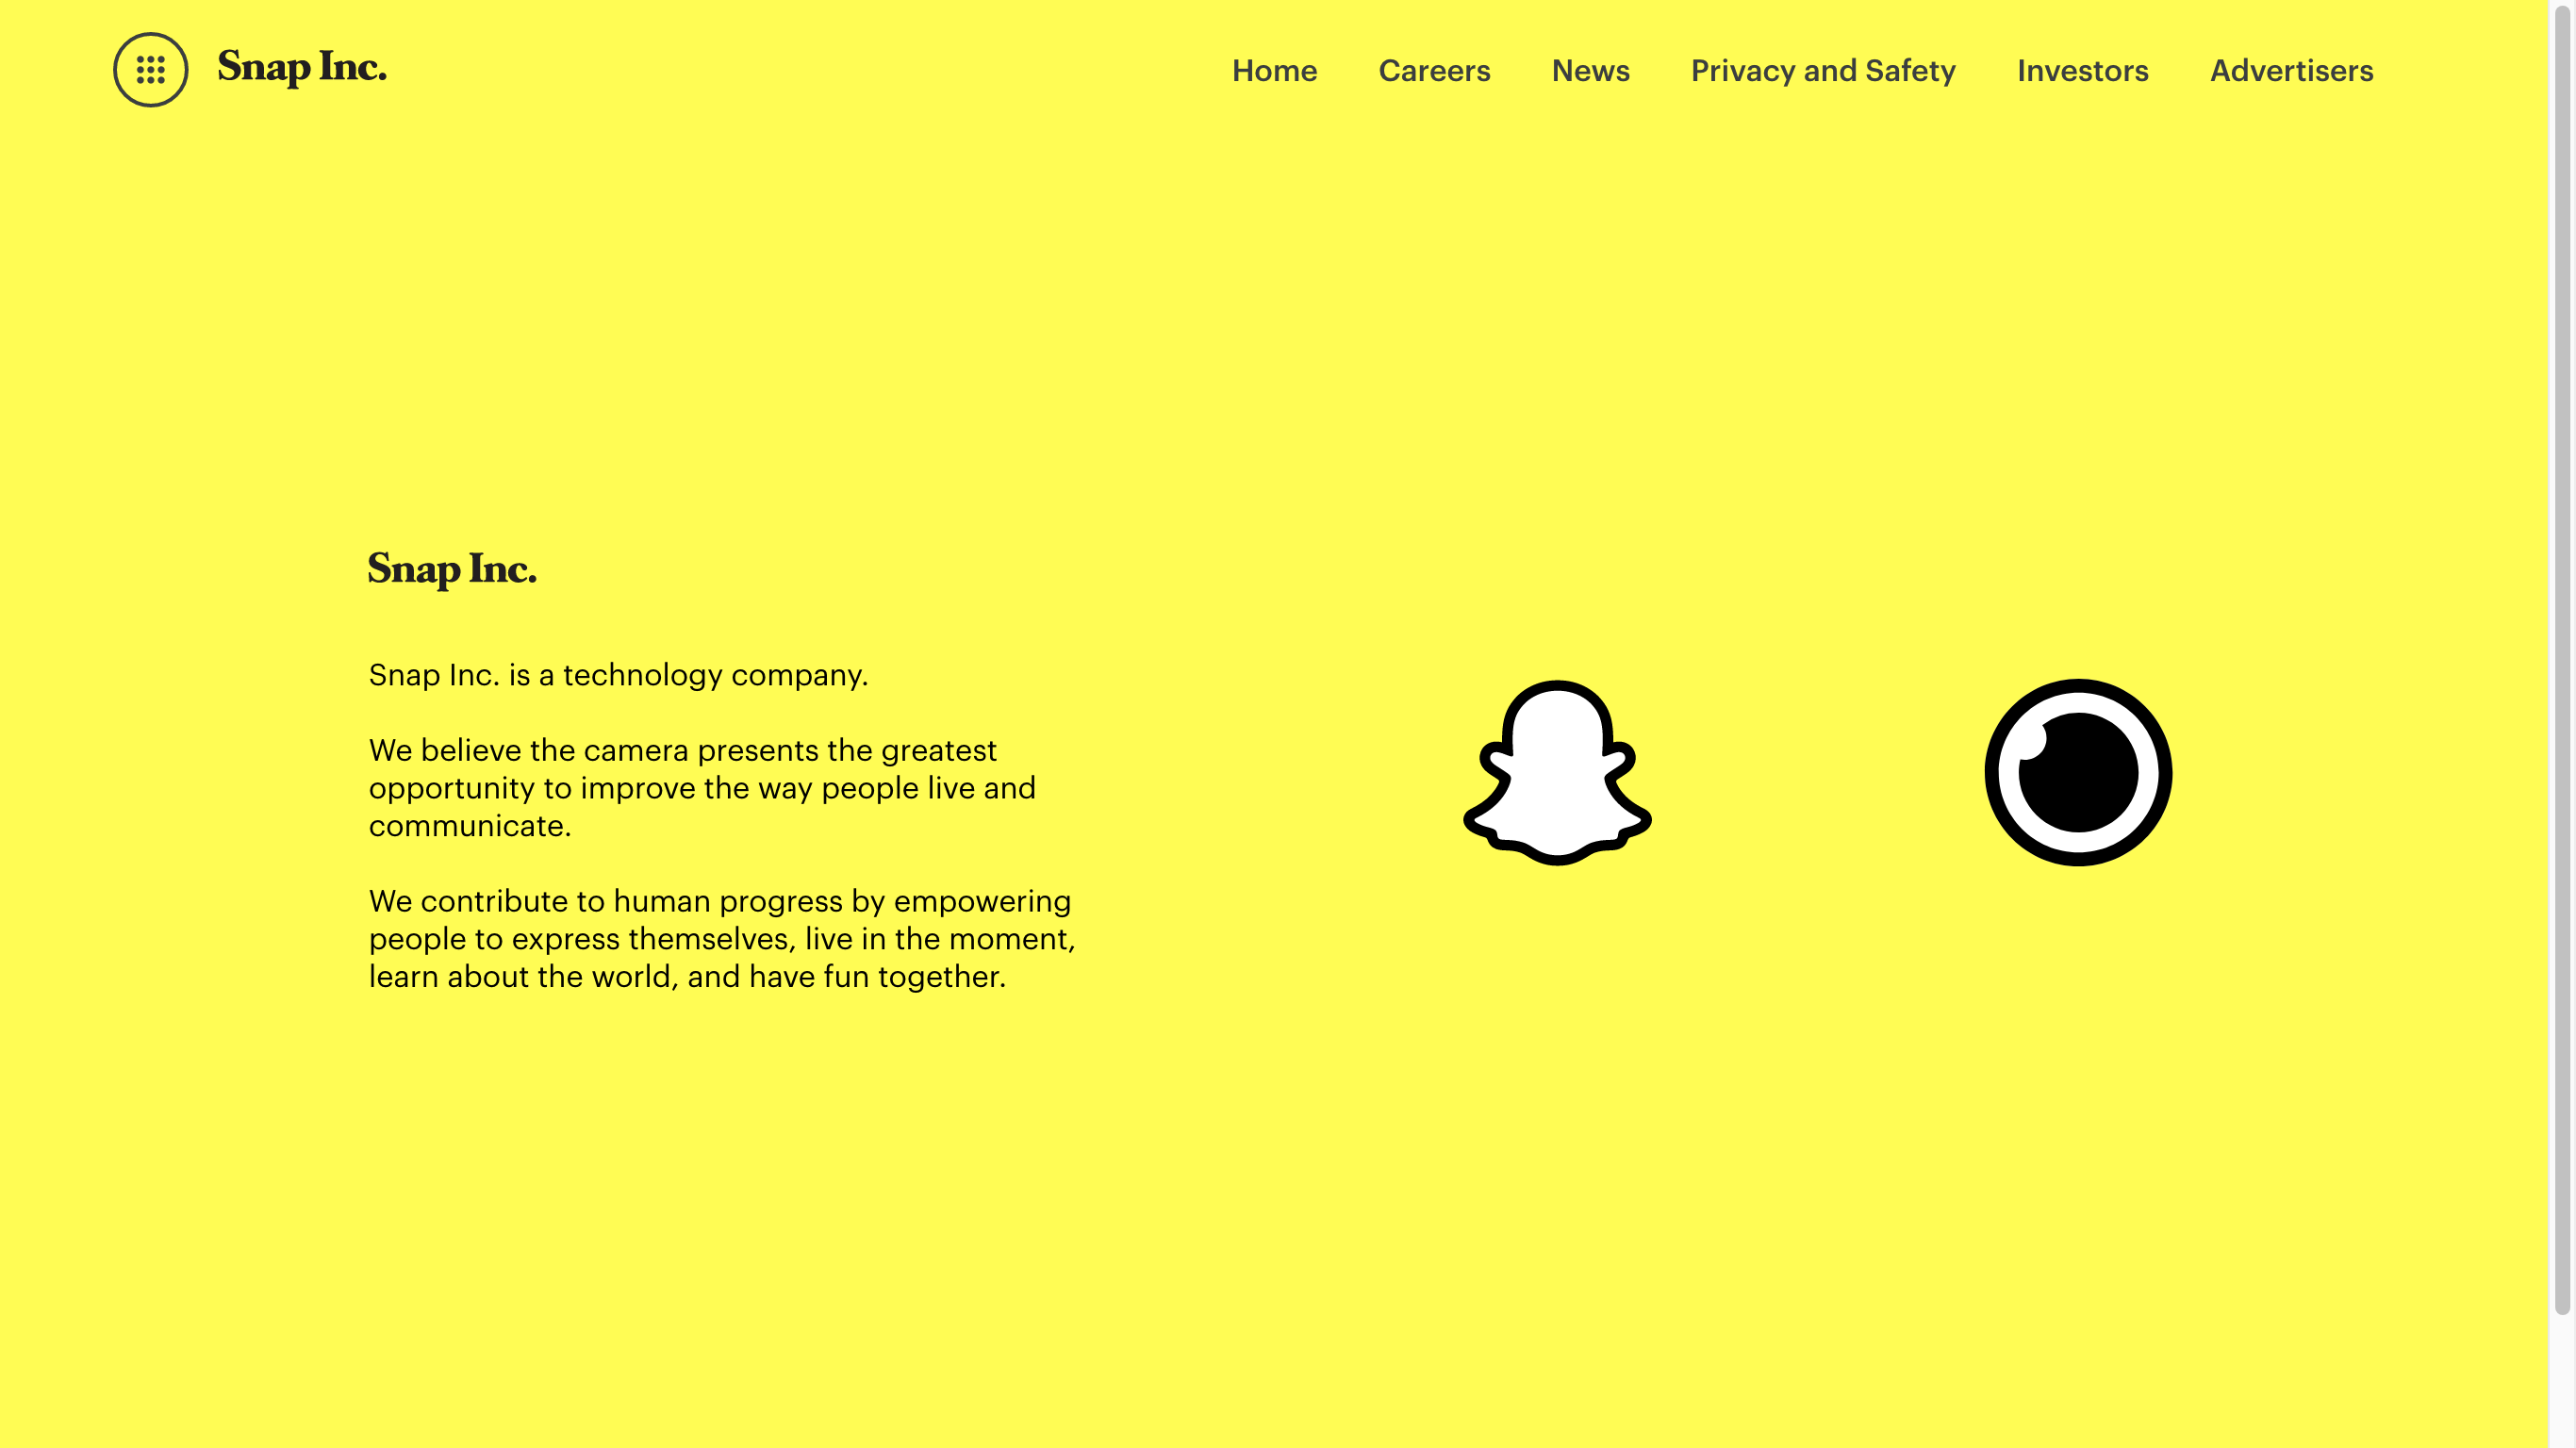 Snap Inc.
Home
Careers
News
Privacy and Safety
Investors
Advertisers
Snap Inc.
Snap Inc. is a technology company.
We believe the camera presents the greatest
opportunity to improve the way people live and
communicate.
We contribute to human progress by empowering
people to express themselves, live in the moment,
learn about the world, and have fun together.